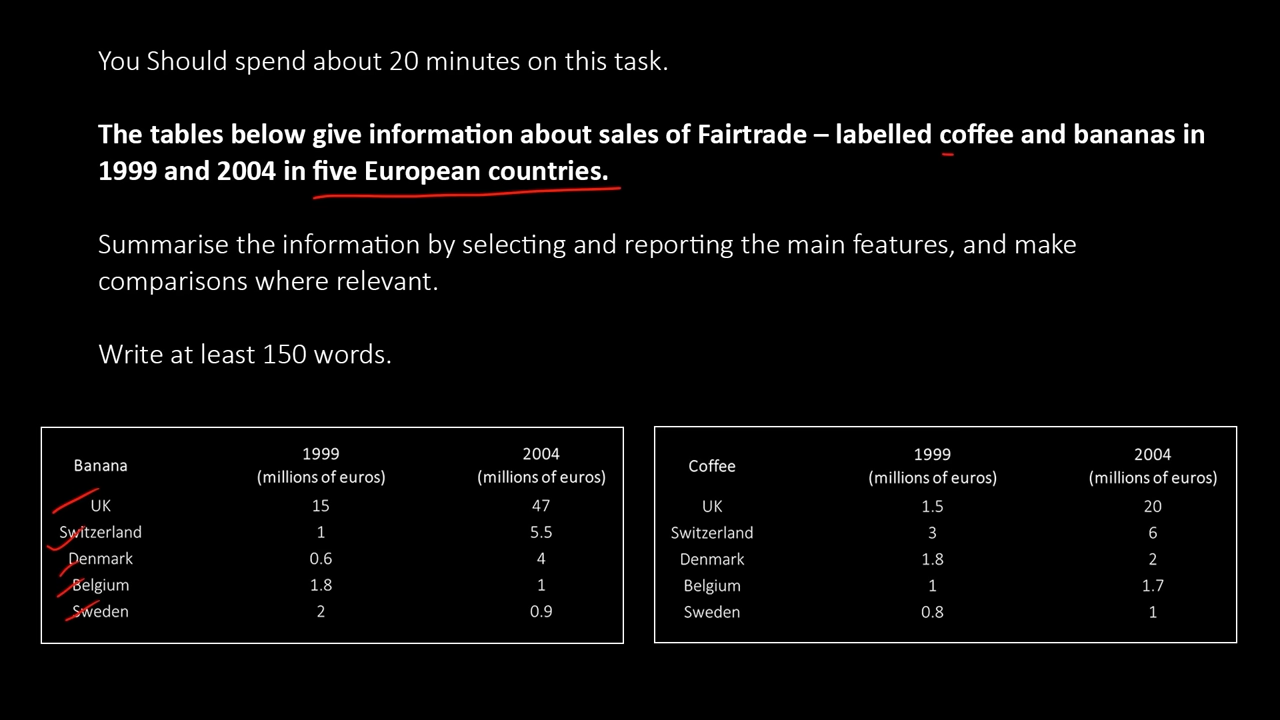 You Should spend about 20 minutes on this task.
The tables below give information about sales of Fairtrade – labelled coffee and bananas in
1999 and 2004 in five European countries.
Summarise the information by selecting and reporting the main features, and make
comparisons where relevant.
Write at least 150 words.
Banana 1999 (millions of euros) 2004 (millions of euros)
UK 15 47
Switzerland 1 5.5
Denmark 0.6 4
Belgium 1.8 1
Sweden 2 0.9
Coffee 1999 (millions of euros) 2004 (millions of euros)
UK 1.5 20
Switzerland 3 6
Denmark 1.8 2
Belgium 1 1.7
Sweden 0.8 1